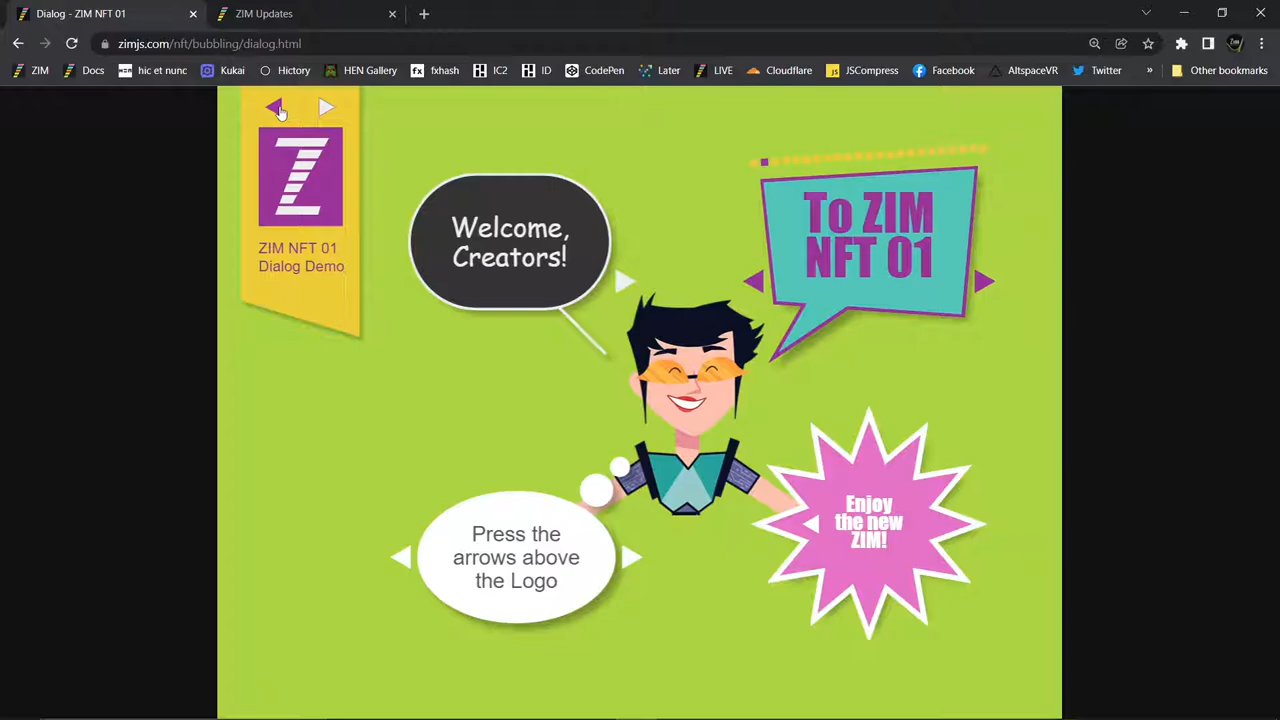 Dialog - ZIM NFT 01
ZIM Updates
zimjs.com/nft/bubbling/dialog.html
ZIM
Docs
hic et nunc
Kukai
Hictory
HEN Gallery
fxhash
IC2
ID
CodePen
Later
LIVE
Cloudflare
JSCompress
Facebook
AltspaceVR
Twitter
»
Other bookmarks
Z
ZIM NFT 01
Dialog Demo
Welcome,
Creators!
To ZIM
NFT 01
Press the
arrows above
the Logo
Enjoy
the new
ZIM!